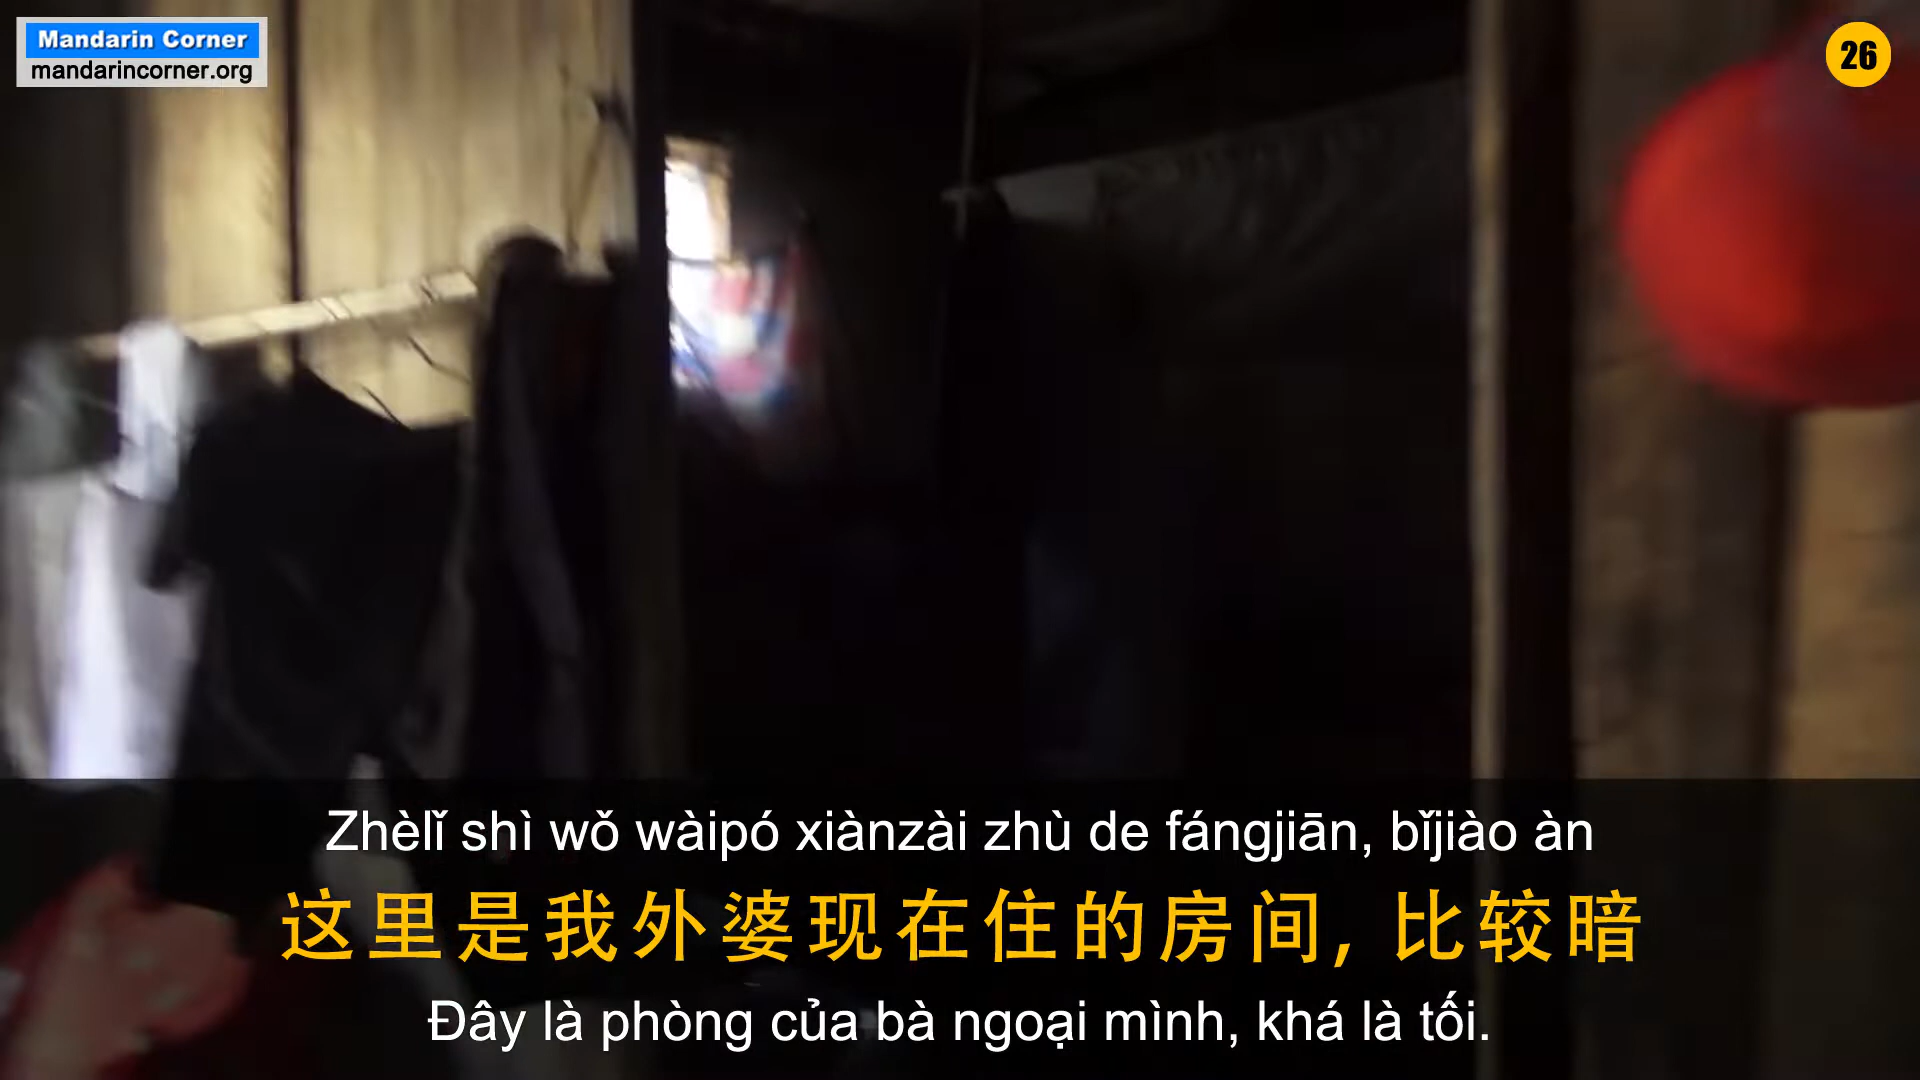 Mandarin Corner
mandarincorner.org
26
Zhèlǐ shì wǒ wàipó xiànzài zhù de fángjiān, bǐjiào àn
这里是我外婆现在住的房间, 比较暗
Đây là phòng của bà ngoại mình, khá là tối.